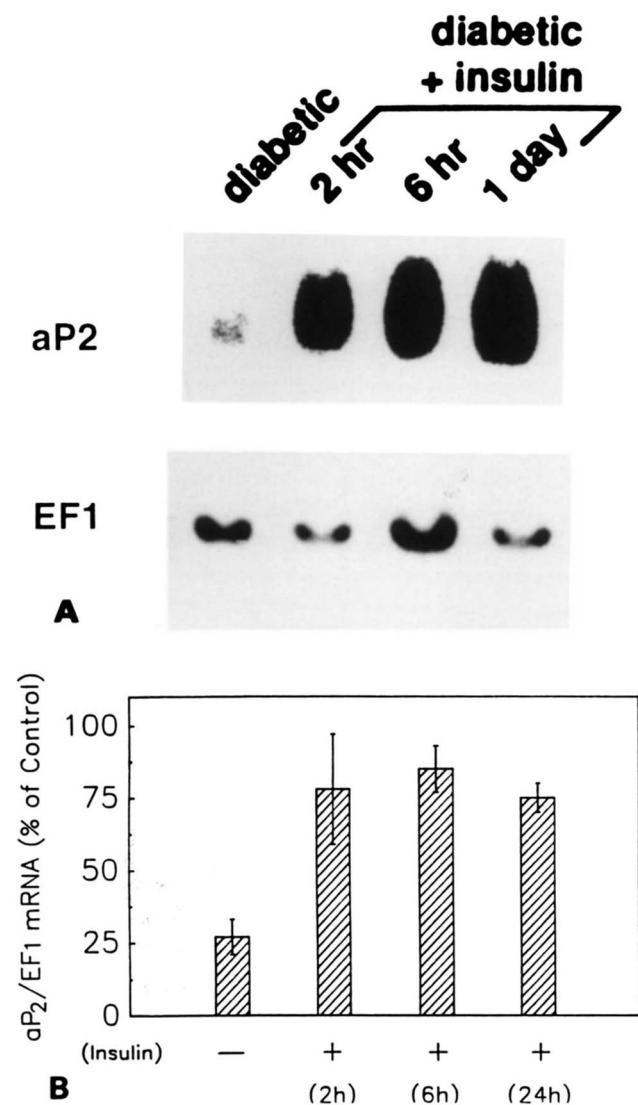 diabetic
+ insulin
diabetic
2 hr
6 hr
1 day
aP2
EF1
A
aP₂/EF1 mRNA (% of Control)
100
75
50
25
0
(Insulin) — + + +
(2h) (6h) (24h)
B